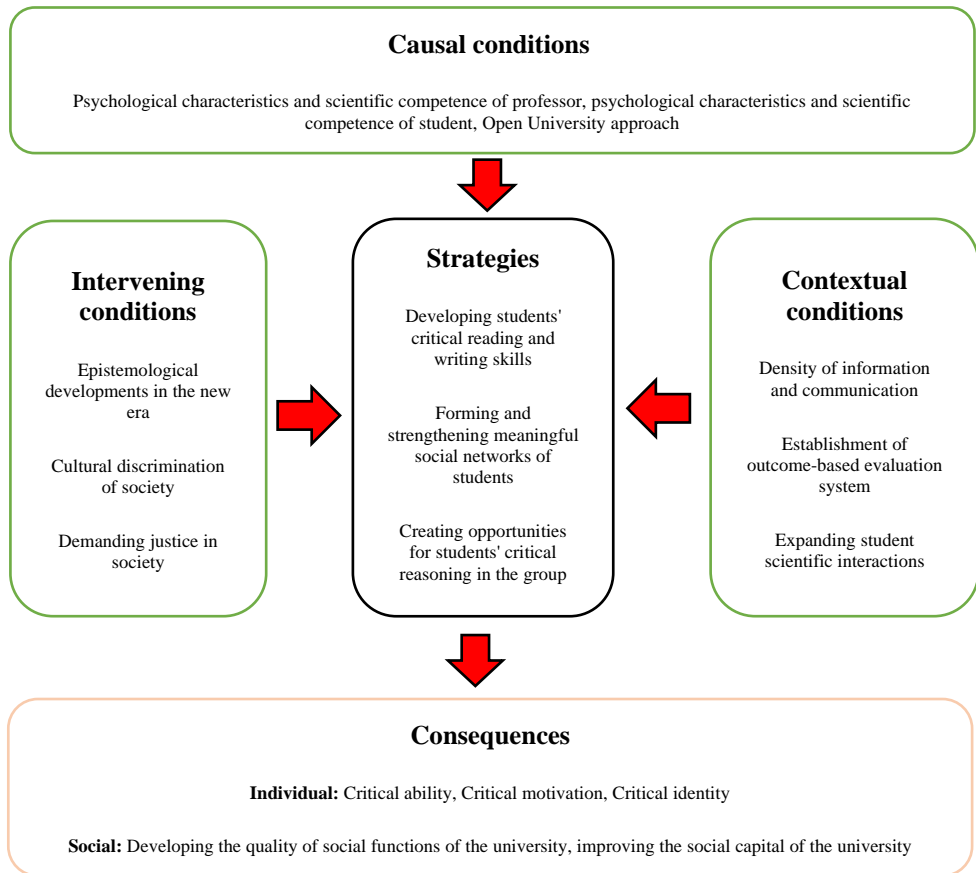 Causal conditions
Psychological characteristics and scientific competence of professor, psychological characteristics and scientific
competence of student, Open University approach
Intervening
conditions
Epistemological
developments in the new
era
Cultural discrimination
of society
Demanding justice in
society
Strategies
Developing students'
critical reading and
writing skills
Forming and
strengthening meaningful
social networks of
students
Creating opportunities
for students' critical
reasoning in the group
Contextual
conditions
Density of information
and communication
Establishment of
outcome-based evaluation
system
Expanding student
scientific interactions
Consequences
Individual: Critical ability, Critical motivation, Critical identity
Social: Developing the quality of social functions of the university, improving the social capital of the university